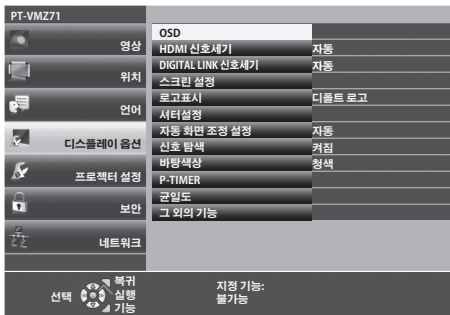 PT-VMZ71
영상
위치
언어
디스플레이 옵션
프로젝터 설정
보안
네트워크
OSD
HDMI 신호세기 자동
DIGITAL LINK 신호세기 자동
스크린 설정
로고표시 디폴트 로고
셔터설정
자동 화면 조정 설정 자동
신호 탐색 켜짐
바탕색상 청색
P-TIMER
균일도
그 외의 기능
선택
복귀
실행
기능
지정 기능:
불가능